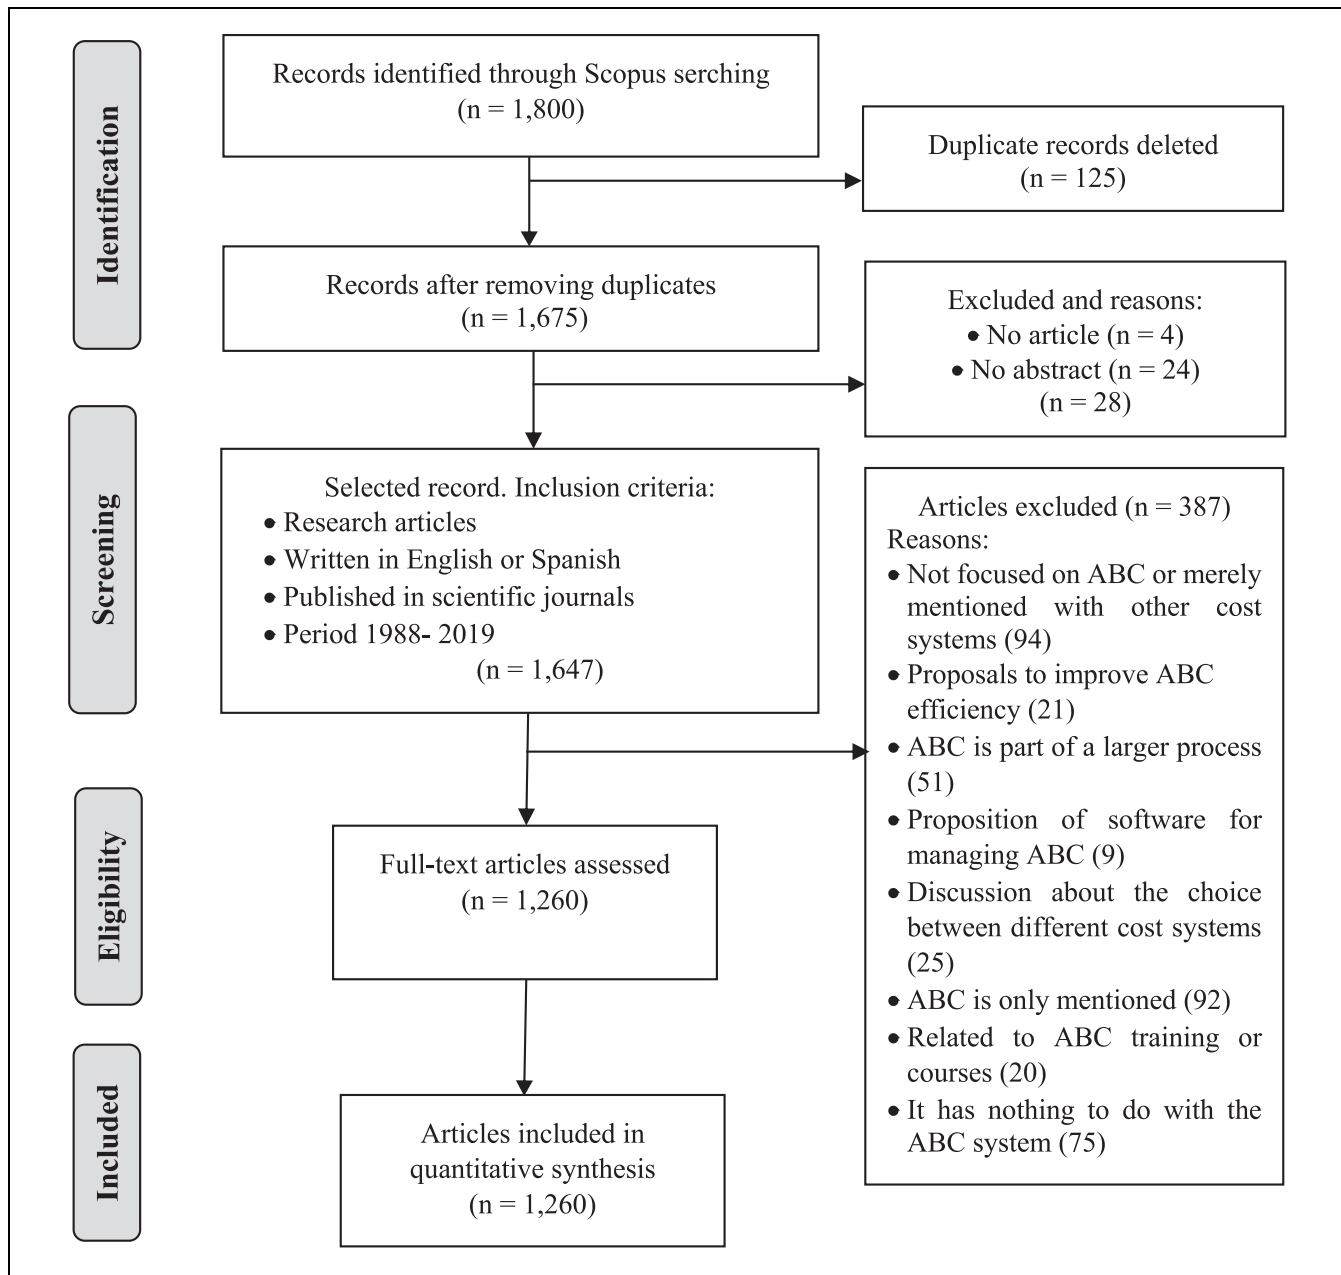 Identification
Records identified through Scopus serching
(n = 1,800)
Duplicate records deleted
(n = 125)
Records after removing duplicates
(n = 1,675)
Excluded and reasons:
• No article (n = 4)
• No abstract (n = 24)
(n = 28)
Screening
Selected record. Inclusion criteria:
• Research articles
• Written in English or Spanish
• Published in scientific journals
• Period 1988- 2019
(n = 1,647)
Articles excluded (n = 387)
Reasons:
• Not focused on ABC or merely
mentioned with other cost
systems (94)
• Proposals to improve ABC
efficiency (21)
• ABC is part of a larger process
(51)
• Proposition of software for
managing ABC (9)
• Discussion about the choice
between different cost systems
(25)
• ABC is only mentioned (92)
• Related to ABC training or
courses (20)
• It has nothing to do with the
ABC system (75)
Eligibility
Full-text articles assessed
(n = 1,260)
Included
Articles included in
quantitative synthesis
(n = 1,260)